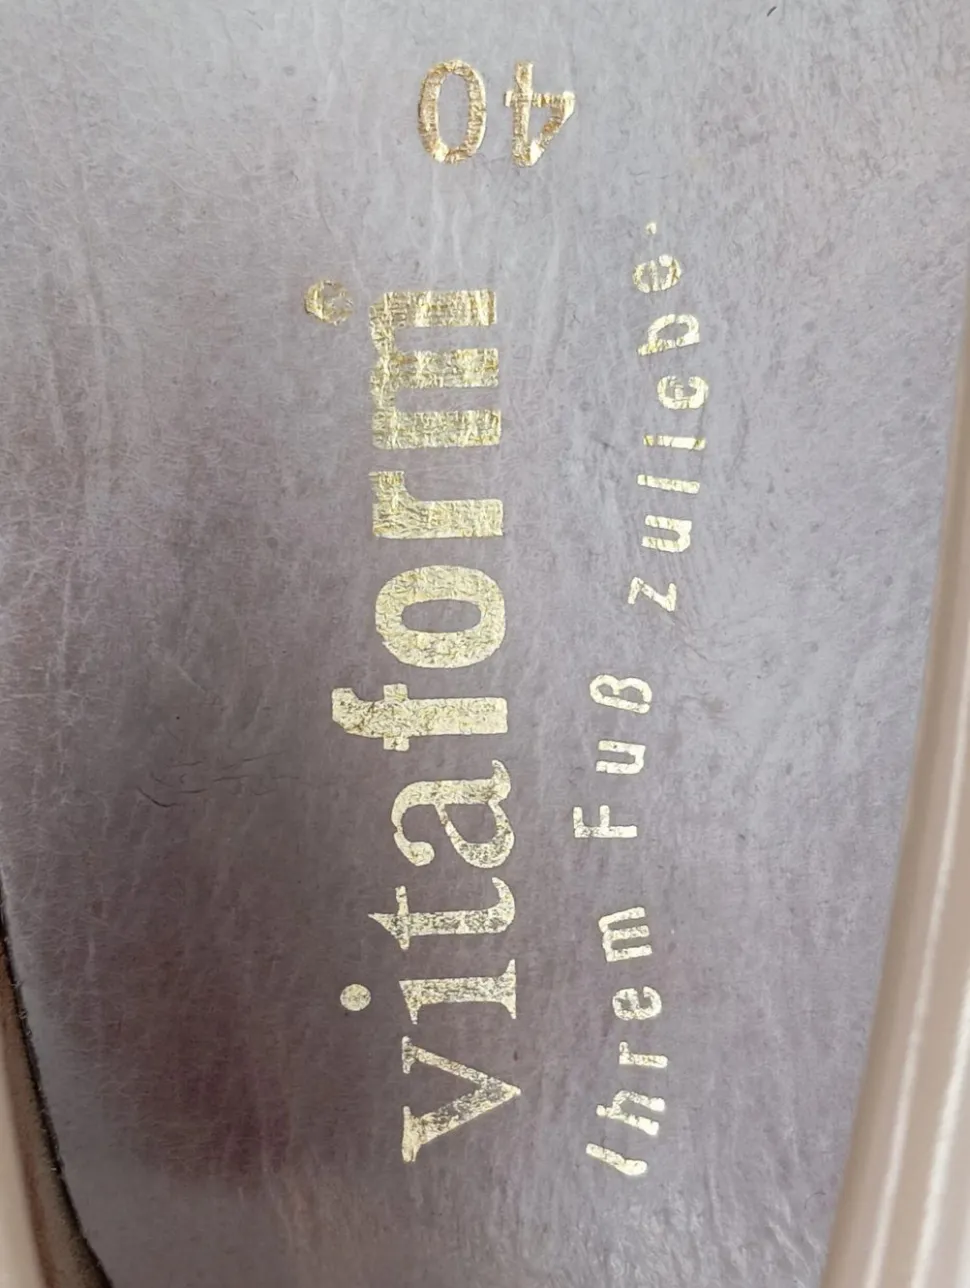 40
vitaform®
Ihrem Fuß zuliebe.